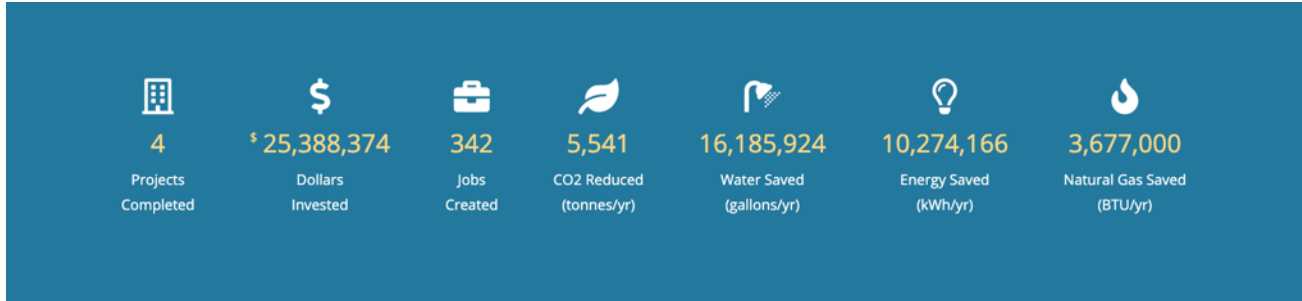 4
$ 25,388,374
342
5,541
16,185,924
10,274,166
3,677,000
Projects
Completed
Dollars
Invested
Jobs
Created
CO2 Reduced
(tonnes/yr)
Water Saved
(gallons/yr)
Energy Saved
(kWh/yr)
Natural Gas Saved
(BTU/yr)